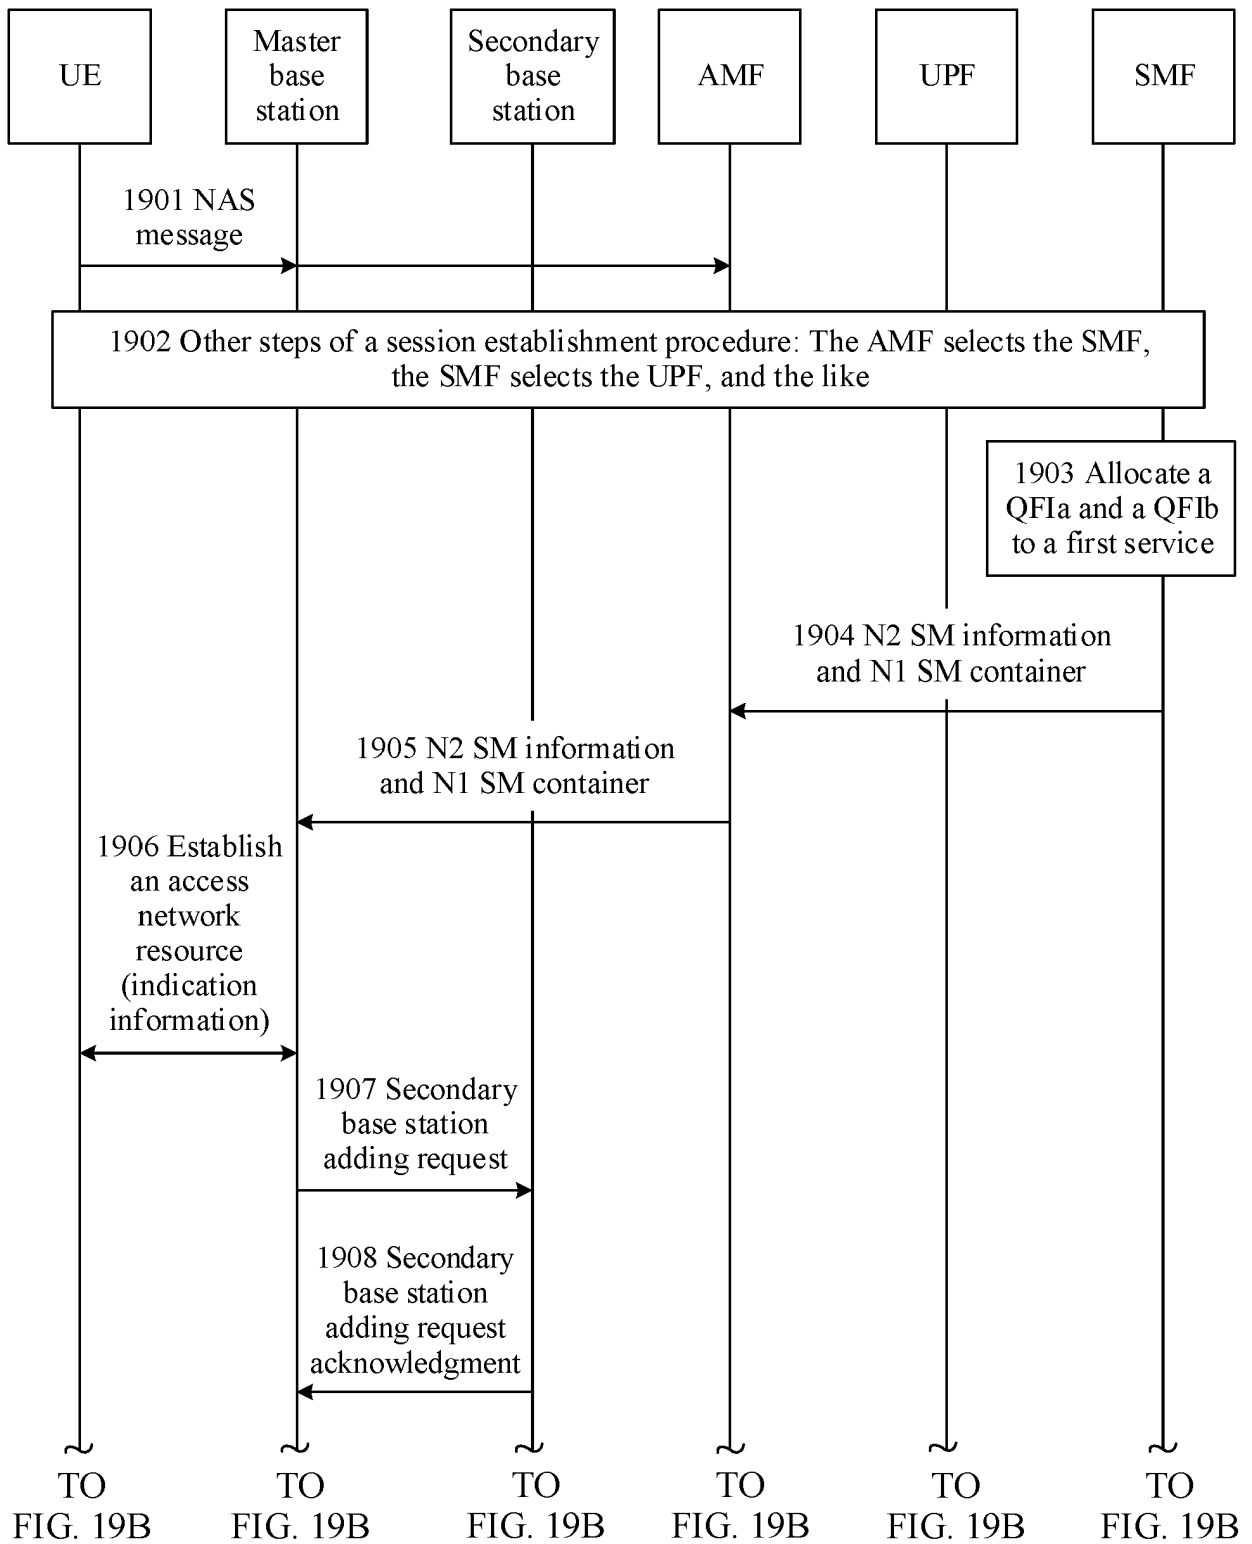 UE
Master
base
station
Secondary
base
station
AMF
UPF
SMF
1901 NAS
message
1902 Other steps of a session establishment procedure: The AMF selects the SMF,
the SMF selects the UPF, and the like
1903 Allocate a
QFIa and a QFIb
to a first service
1904 N2 SM information
and N1 SM container
1905 N2 SM information
and N1 SM container
1906 Establish
an access
network
resource
(indication
information)
1907 Secondary
base station
adding request
1908 Secondary
base station
adding request
acknowledgment
TO
FIG. 19B
TO
FIG. 19B
TO
FIG. 19B
TO
FIG. 19B
TO
FIG. 19B
TO
FIG. 19B